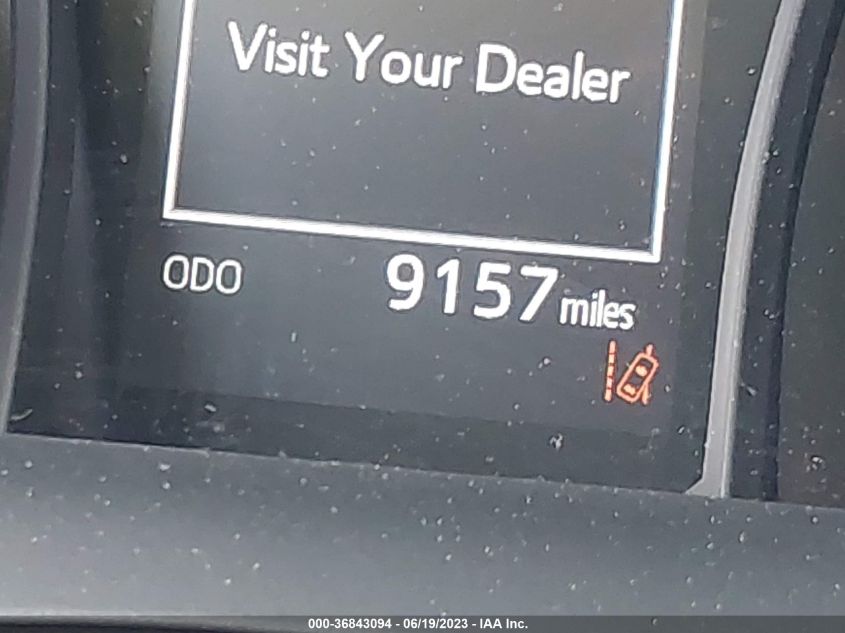 Visit Your Dealer
ODO 9157 miles
000-36843094 - 06/19/2023 - IAA Inc.